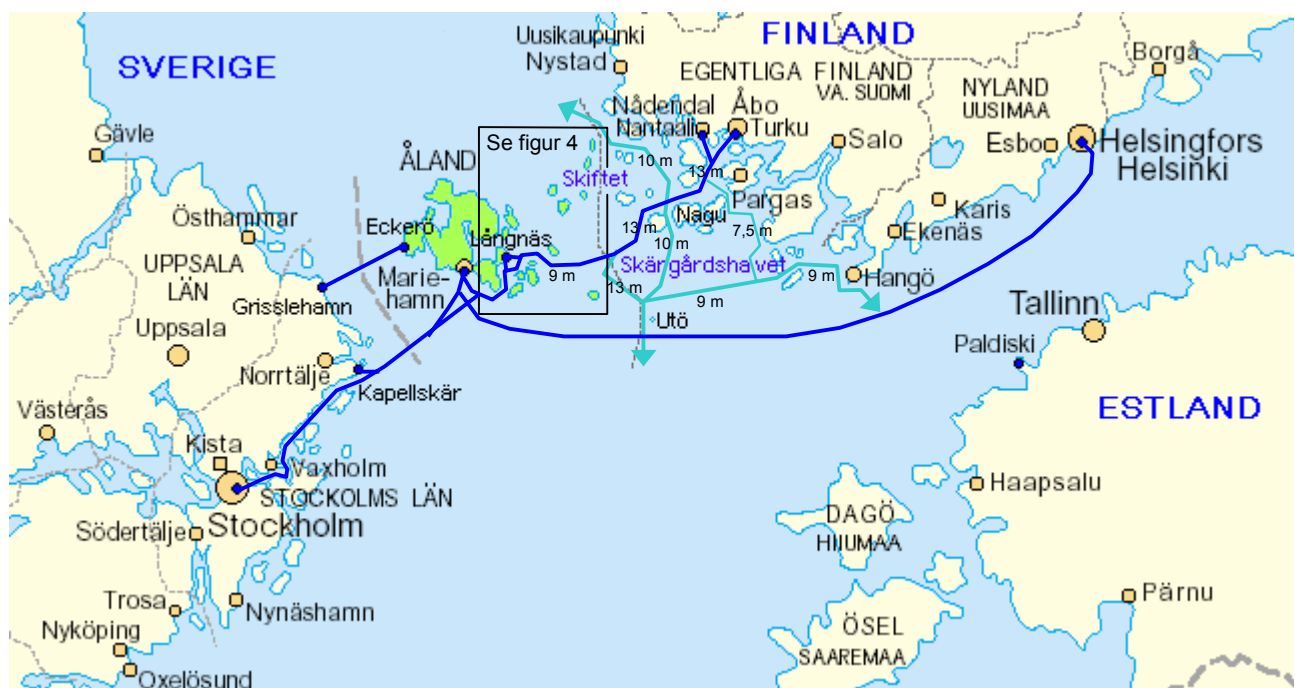 Uusikaupunki
Nystad
FINLAND
Borgå
SVERIGE
EGENTLIGA FINLAND
VA. SUOMI
NYLAND
UUSIMAA
Nådendal
Nantaali
Åbo
Turku
Salo
Esbo
Helsingfors
Helsinki
Gävle
Se figur 4
ÅLAND
Skiftet
10 m
13 m
Pargas
Nagu
Karis
Östhammar
Eckerö
Långnäs
13 m
10 m
7,5 m
Ekenäs
UPPSALA
LÄN
Marie-
hamn
9 m
Skärgårdshavet
13 m
9 m
9 m
Hangö
Grisslehamn
Utö
Tallinn
Uppsala
Paldiski
Norrtälje
Kapellskär
ESTLAND
Västerås
Kista
Vaxholm
STOCKOLMS LÄN
Stockholm
Haapsalu
Södertälje
DAGÖ
HIIUMAA
Trosa
Nynäshamn
Pärnu
Nyköping
ÖSEL
SAAREMAA
Oxelösund